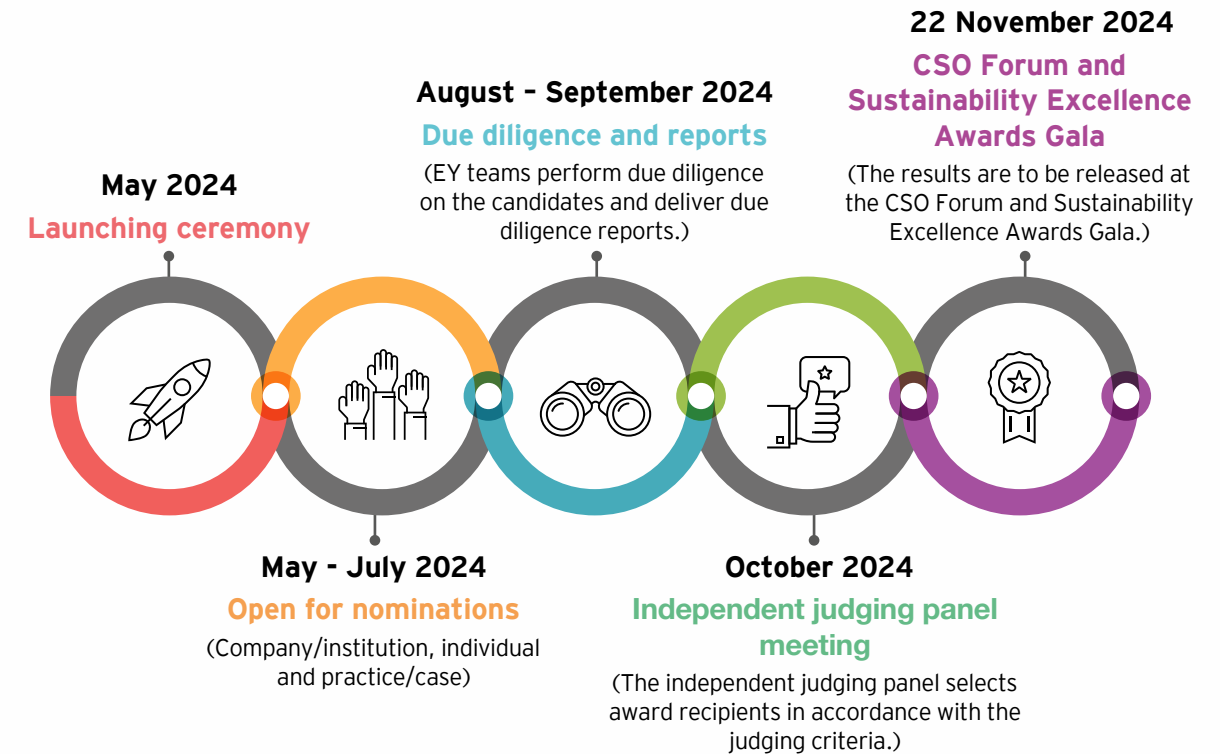 May 2024
Launching ceremony
May - July 2024
Open for nominations
(Company/institution, individual
and practice/case)
August – September 2024
Due diligence and reports
(EY teams perform due diligence
on the candidates and deliver due
diligence reports.)
October 2024
Independent judging panel
meeting
(The independent judging panel selects
award recipients in accordance with the
judging criteria.)
22 November 2024
CSO Forum and
Sustainability Excellence
Awards Gala
(The results are to be released at
the CSO Forum and Sustainability
Excellence Awards Gala.)